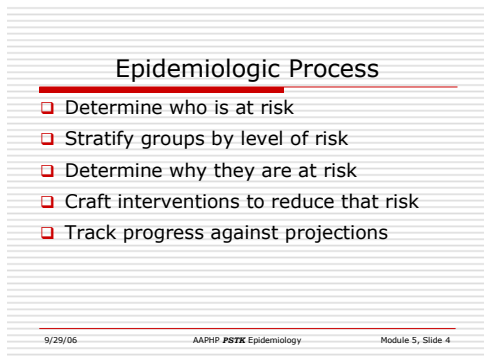 Epidemiologic Process
Determine who is at risk
Stratify groups by level of risk
Determine why they are at risk
Craft interventions to reduce that risk
Track progress against projections
9/29/06 AAPHP PSTK Epidemiology Module 5, Slide 4